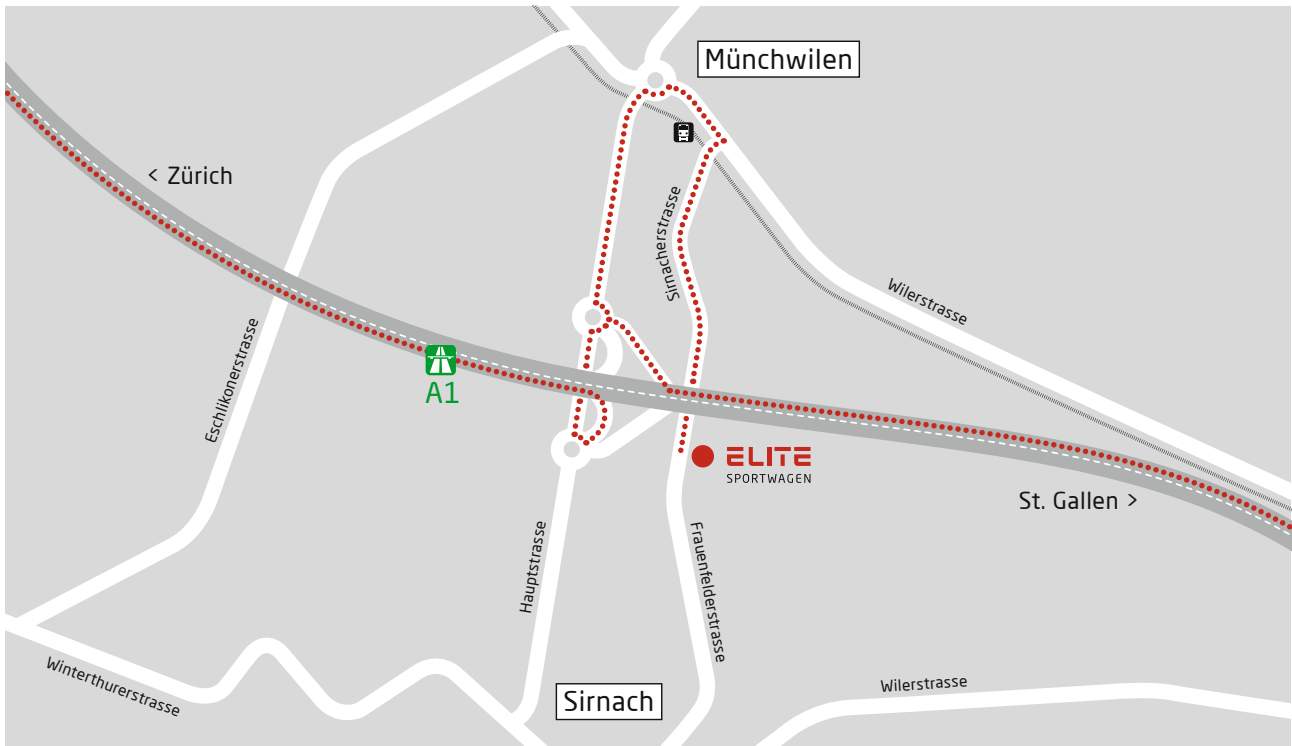 Münchwilen
< Zürich
Sirnacherstrasse
Wilerstrasse
Eschlikonerstrasse
A1
ELITE
SPORTWAGEN
St. Gallen >
Hauptstrasse
Frauenfelderstrasse
Winterthurerstrasse
Sirnach
Wilerstrasse